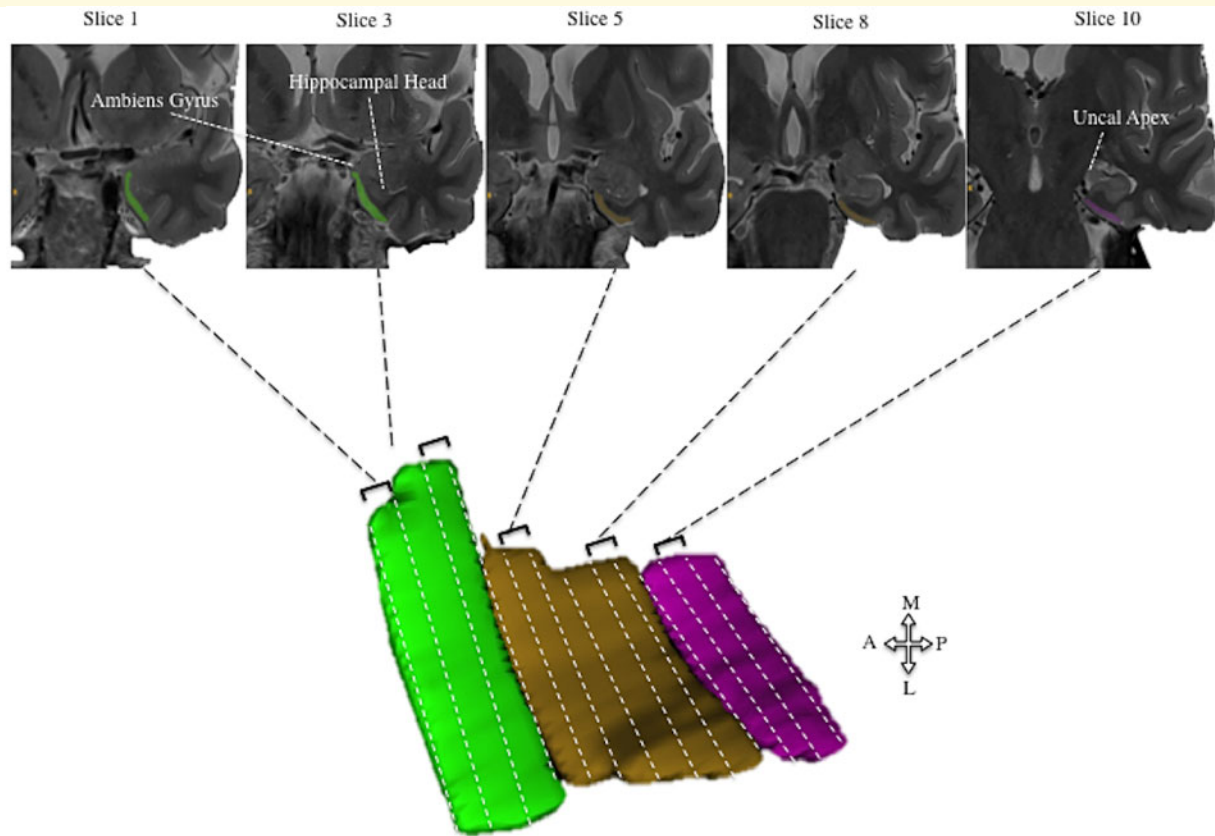 Slice 1
Slice 3
Slice 5
Slice 8
Slice 10
Ambiens Gyrus
Hippocampal Head
Uncal Apex
M
A
P
L